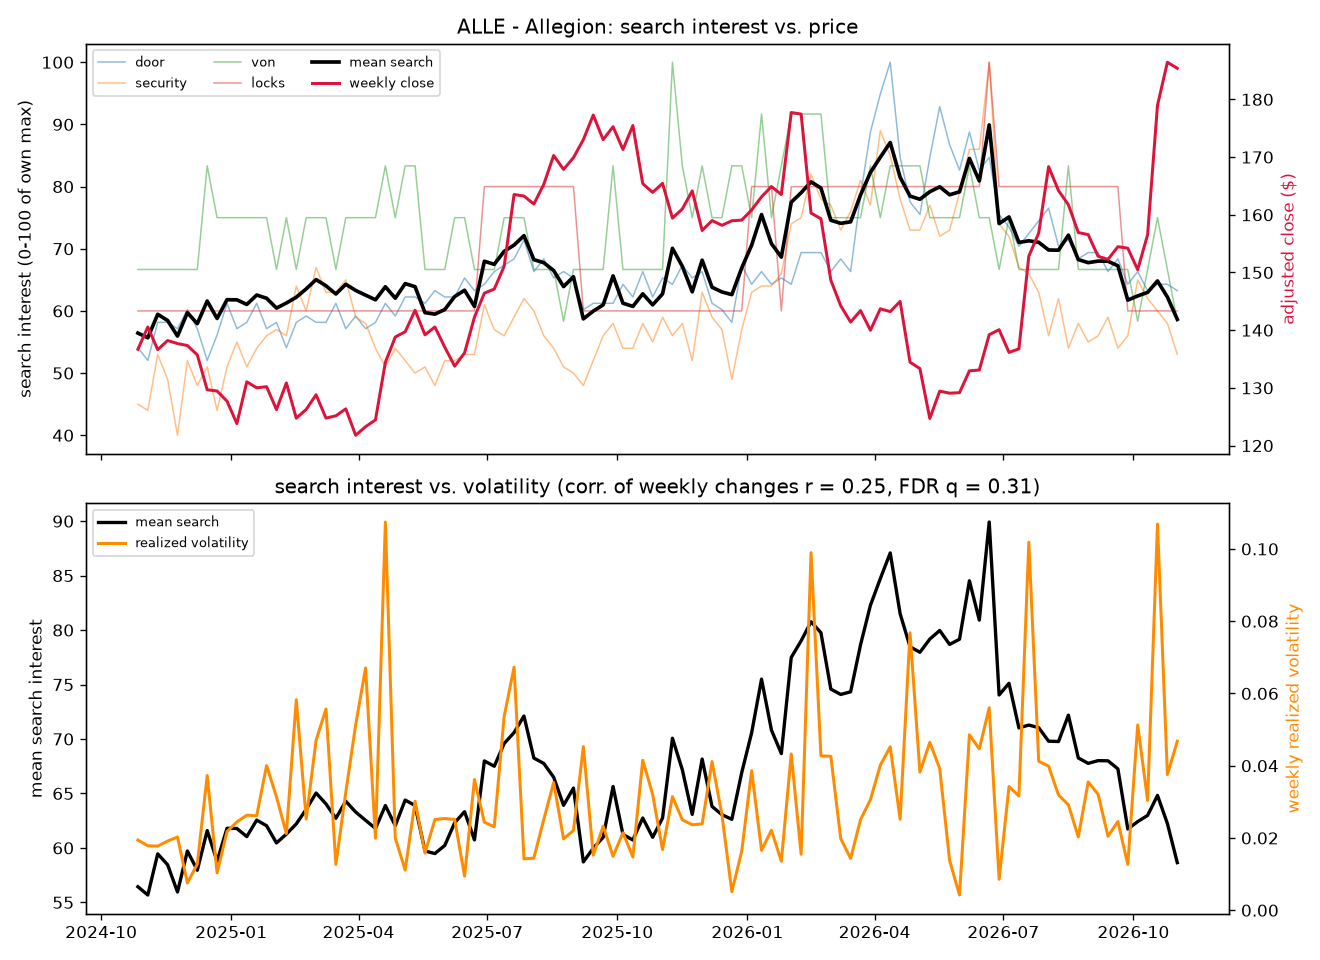 ALLE - Allegion: search interest vs. price
door
security
von
locks
mean search
weekly close
100
90
80
70
60
50
40
search interest (0-100 of own max)
180
170
160
150
140
130
120
adjusted close ($)
search interest vs. volatility (corr. of weekly changes r = 0.25, FDR q = 0.31)
mean search
realized volatility
90
85
80
75
70
65
60
55
mean search interest
0.10
0.08
0.06
0.04
0.02
0.00
weekly realized volatility
2024-10
2025-01
2025-04
2025-07
2025-10
2026-01
2026-04
2026-07
2026-10